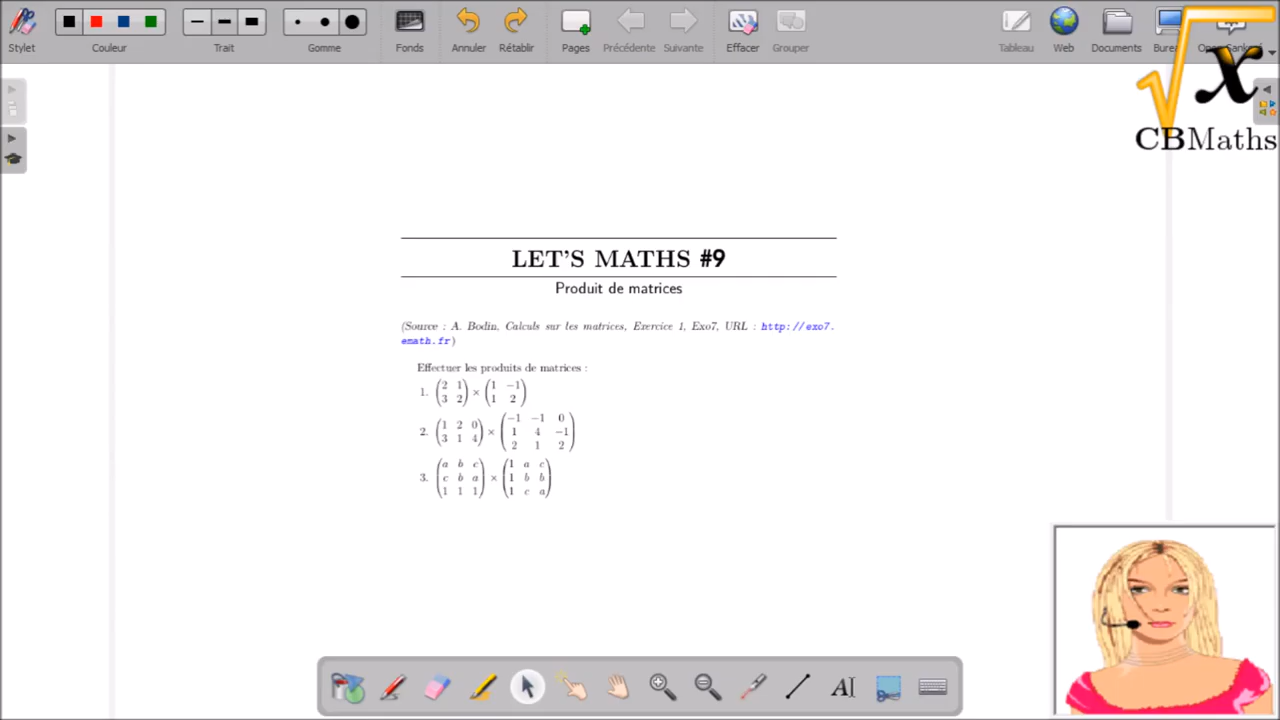 Stylet Couleur Trait Gomme Fonds Annuler Rétablir Pages Précédente Suivante Effacer Grouper Tableau Web Documents
x
CBMaths
LET'S MATHS #9
Produit de matrices
(Source : A. Bodin, Calculs sur les matrices, Exercice 1, Exo7, URL : http://exo7.
emath.fr)
Effectuer les produits de matrices :
1. (2 1
3 2) × (1 −1
1 2)
2. (1 2 0
3 1 4) × (−1 −1 0
1 4 −1
2 1 2)
3. (a b c
c b a
1 1 1) × (1 a c
1 b b
1 c a)